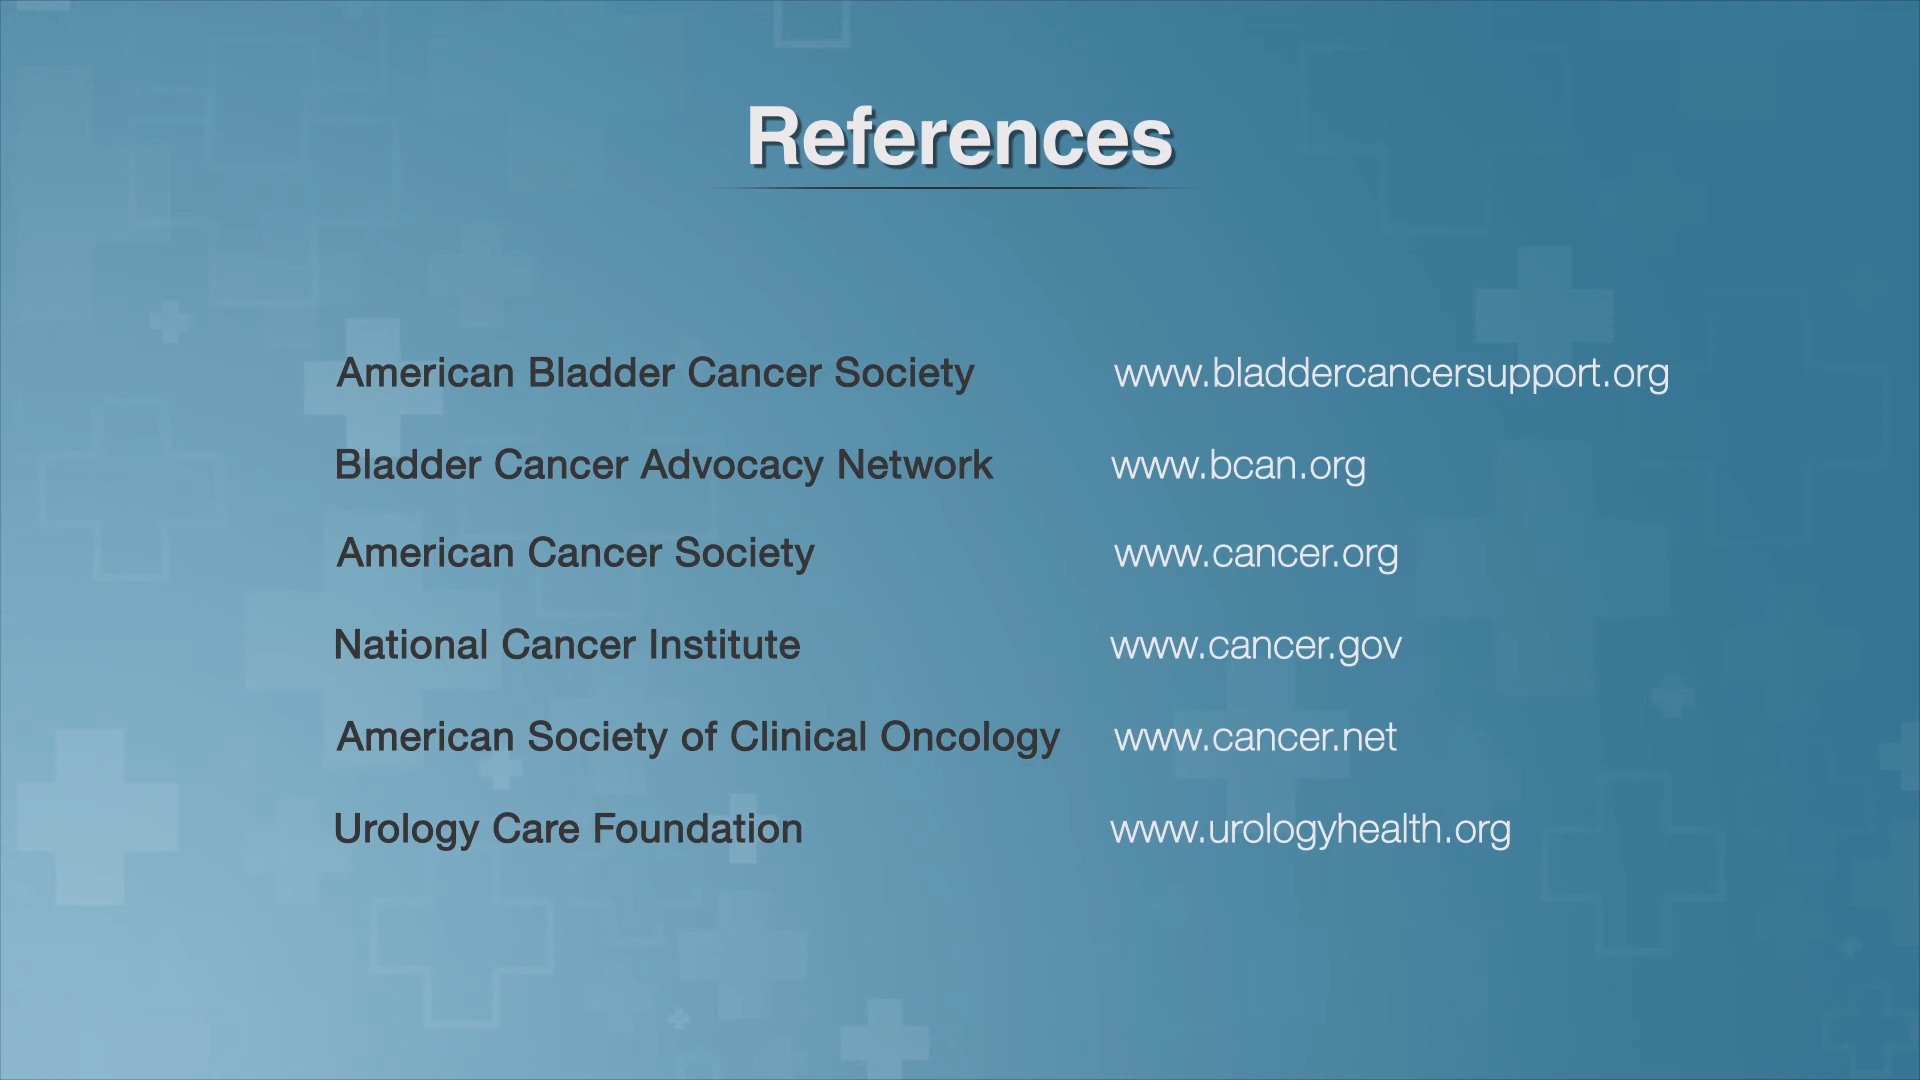 References
American Bladder Cancer Society www.bladdercancersupport.org
Bladder Cancer Advocacy Network www.bcan.org
American Cancer Society www.cancer.org
National Cancer Institute www.cancer.gov
American Society of Clinical Oncology www.cancer.net
Urology Care Foundation www.urologyhealth.org